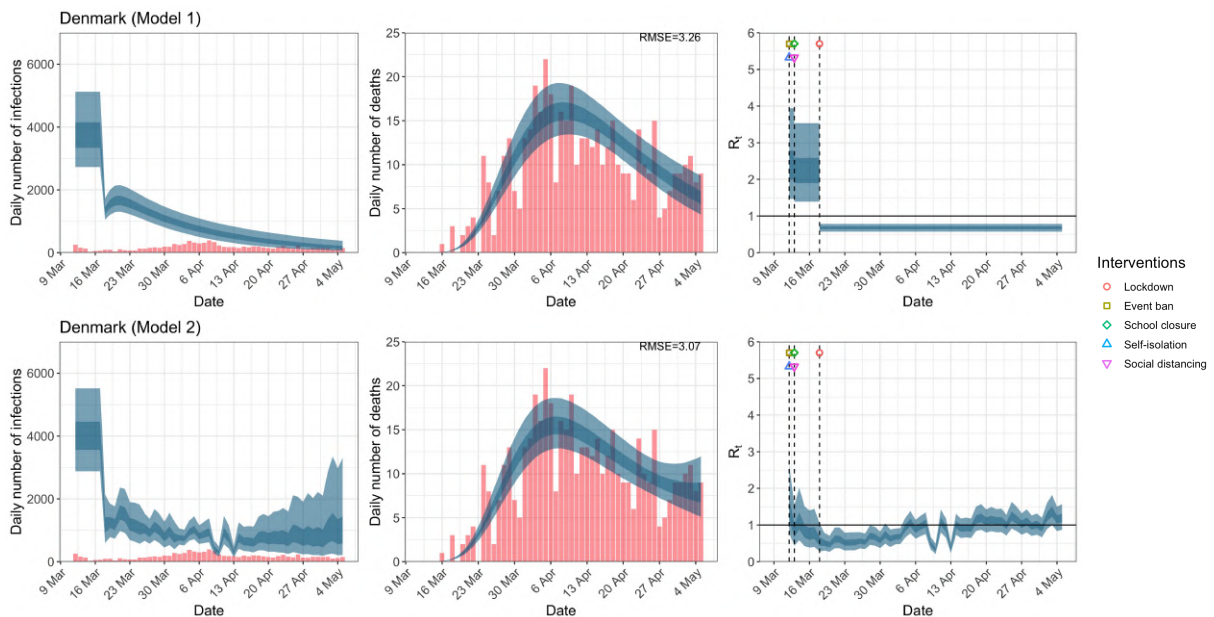 Denmark (Model 1)
Daily number of infections
6000
4000
2000
0
9 Mar
16 Mar
23 Mar
30 Mar
6 Apr
13 Apr
20 Apr
27 Apr
4 May
Date
Daily number of deaths
25
20
15
10
5
0
RMSE=3.26
9 Mar
16 Mar
23 Mar
30 Mar
6 Apr
13 Apr
20 Apr
27 Apr
4 May
Date
Rt
6
5
4
3
2
1
0
9 Mar
16 Mar
23 Mar
30 Mar
6 Apr
13 Apr
20 Apr
27 Apr
4 May
Date
Interventions
Lockdown
Event ban
School closure
Self-isolation
Social distancing
Denmark (Model 2)
Daily number of infections
6000
4000
2000
0
9 Mar
16 Mar
23 Mar
30 Mar
6 Apr
13 Apr
20 Apr
27 Apr
4 May
Date
Daily number of deaths
25
20
15
10
5
0
RMSE=3.07
9 Mar
16 Mar
23 Mar
30 Mar
6 Apr
13 Apr
20 Apr
27 Apr
4 May
Date
Rt
6
5
4
3
2
1
0
9 Mar
16 Mar
23 Mar
30 Mar
6 Apr
13 Apr
20 Apr
27 Apr
4 May
Date